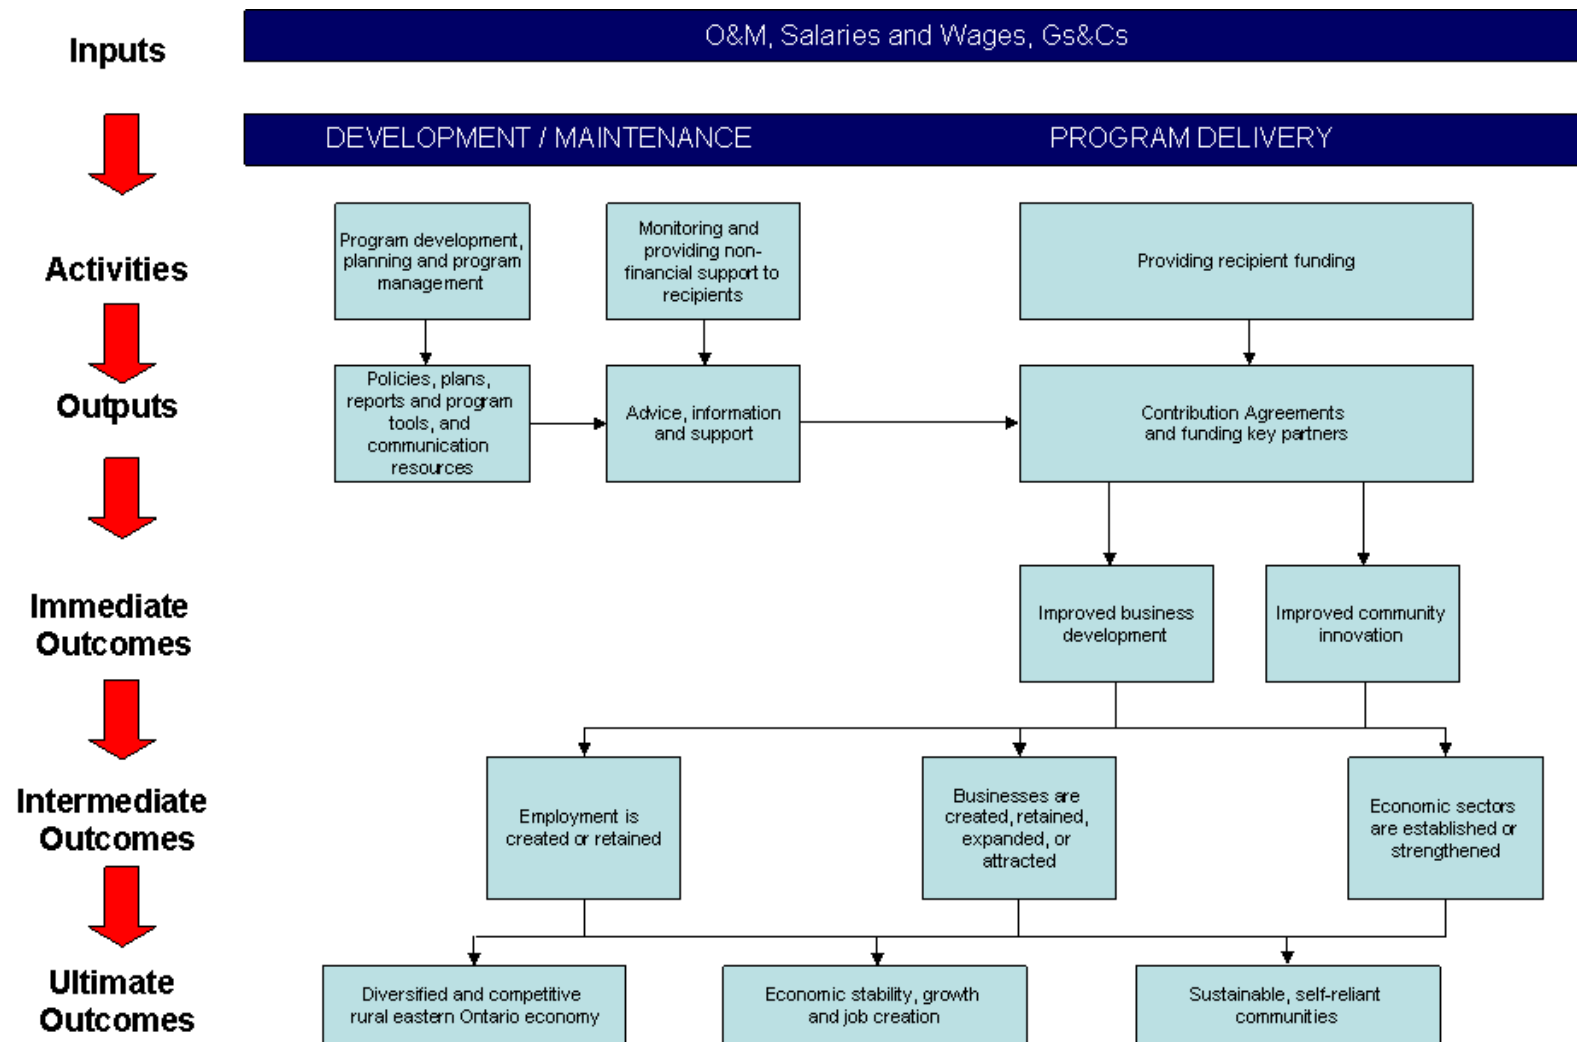 Inputs
O&M, Salaries and Wages, Gs&Cs
DEVELOPMENT / MAINTENANCE
PROGRAM DELIVERY
Activities
Program development,
planning and program
management
Monitoring and
providing non-
financial support to
recipients
Providing recipient funding
Outputs
Policies, plans,
reports and program
tools, and
communication
resources
Advice, information
and support
Contribution Agreements
and funding key partners
Immediate
Outcomes
Improved business
development
Improved community
innovation
Intermediate
Outcomes
Employment is
created or retained
Businesses are
created, retained,
expanded, or
attracted
Economic sectors
are established or
strengthened
Ultimate
Outcomes
Diversified and competitive
rural eastern Ontario economy
Economic stability, growth
and job creation
Sustainable, self-reliant
communities